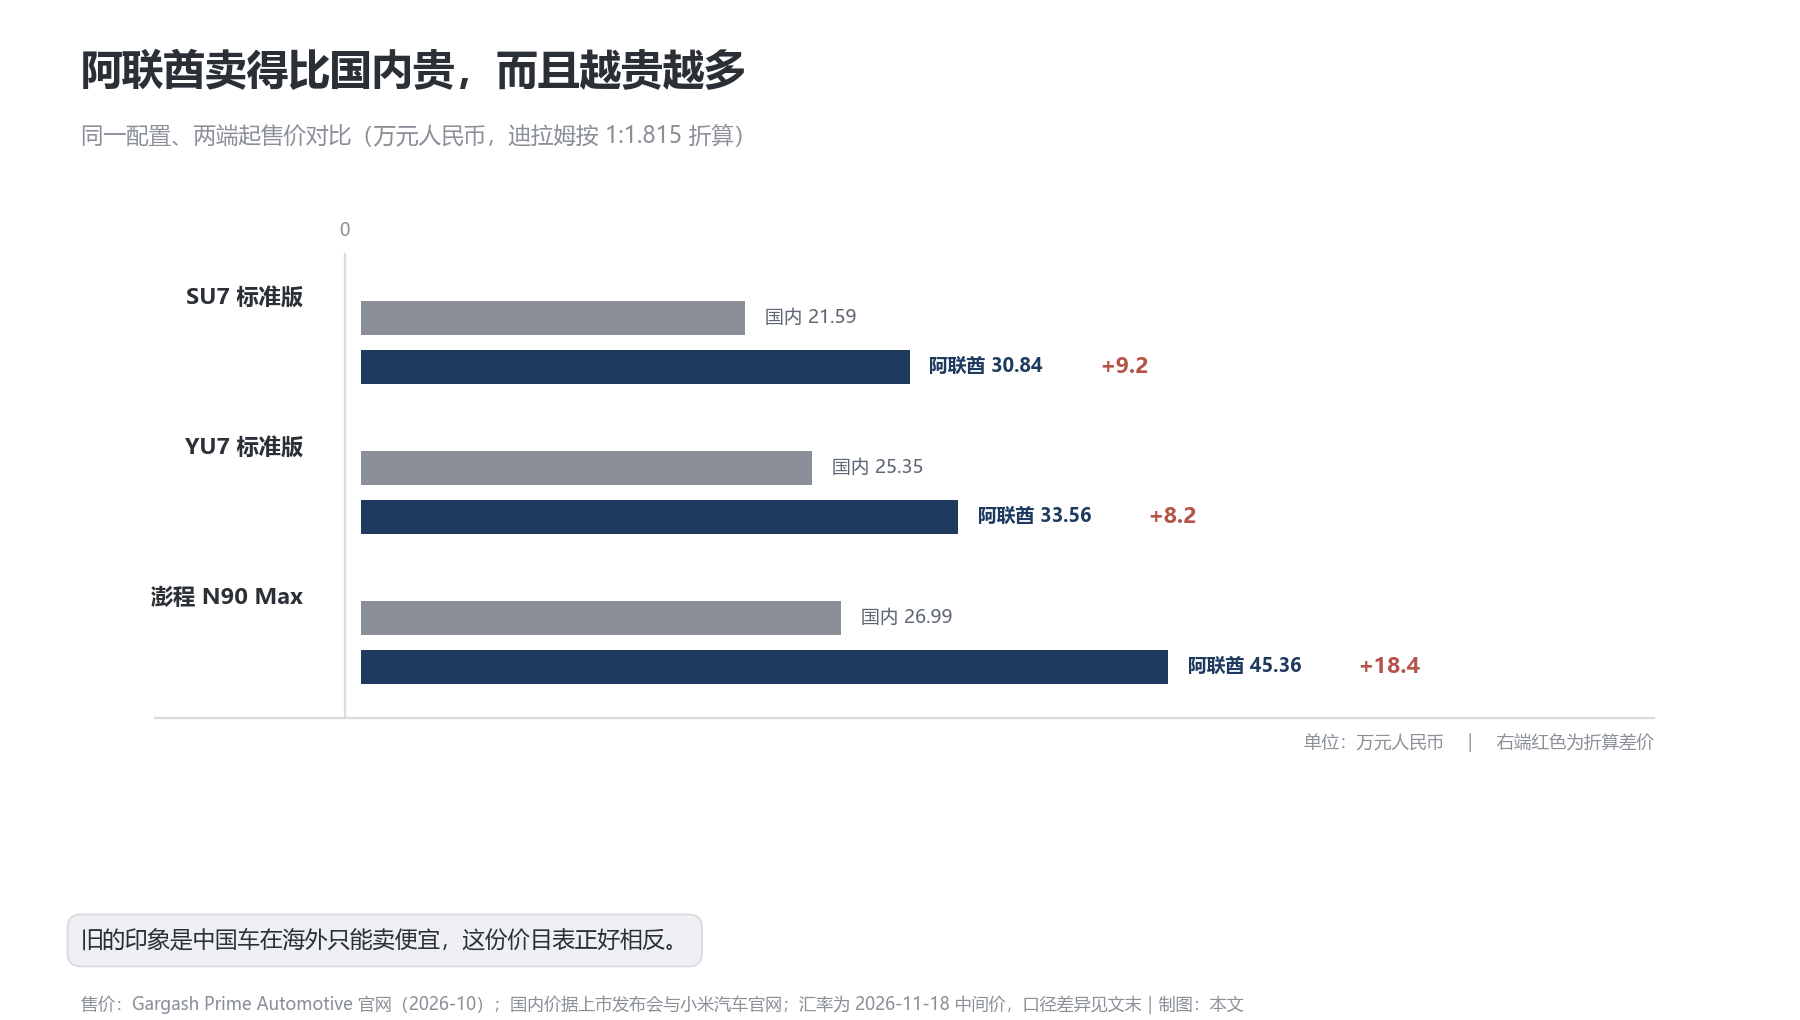 阿联酋卖得比国内贵，而且越贵越多
同一配置、两端起售价对比（万元人民币，迪拉姆按 1:1.815 折算）
0
SU7 标准版
国内 21.59
阿联酋 30.84 +9.2
YU7 标准版
国内 25.35
阿联酋 33.56 +8.2
澎程 N90 Max
国内 26.99
阿联酋 45.36 +18.4
单位：万元人民币 | 右端红色为折算差价
旧的印象是中国车在海外只能卖便宜，这份价目表正好相反。
售价：Gargash Prime Automotive 官网（2026-10）；国内价据上市发布会与小米汽车官网；汇率为 2026-11-18 中间价，口径差异见文末 | 制图：本文